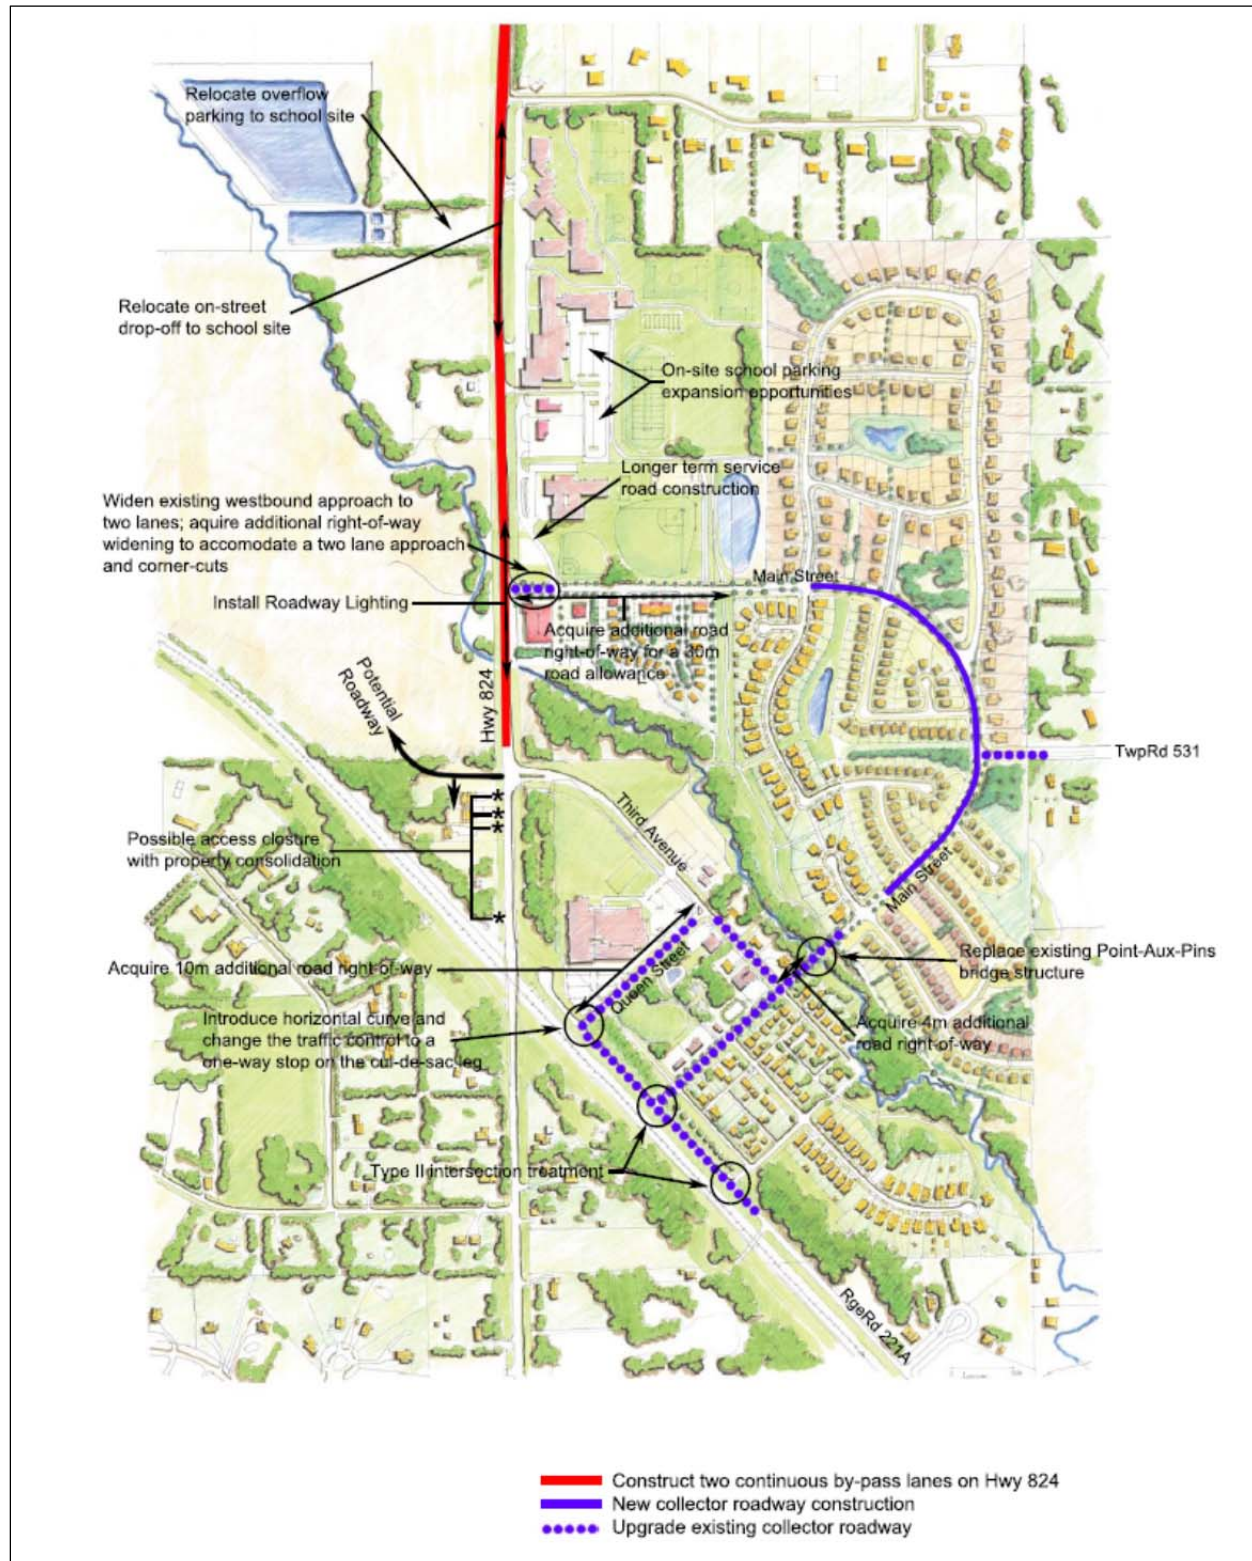 Relocate overflow
parking to school site
Relocate on-street
drop-off to school site
On-site school parking
expansion opportunities
Longer term service
road construction
Widen existing westbound approach to
two lanes; aquire additional right-of-way
widening to accomodate a two lane approach
and corner-cuts
Main Street
Install Roadway Lighting
Acquire additional road
right-of-way for a 30m
road allowance
Potential
Roadway
Hwy 824
TwpRd 531
Third Avenue
Possible access closure
with property consolidation
Main Street
Acquire 10m additional road right-of-way
Queen Street
Replace existing Point-Aux-Pins
bridge structure
Introduce horizontal curve and
change the traffic control to a
one-way stop on the cul-de-sac leg
Acquire 4m additional
road right-of-way
Type II intersection treatment
RgeRd 221A
Construct two continuous by-pass lanes on Hwy 824
New collector roadway construction
Upgrade existing collector roadway